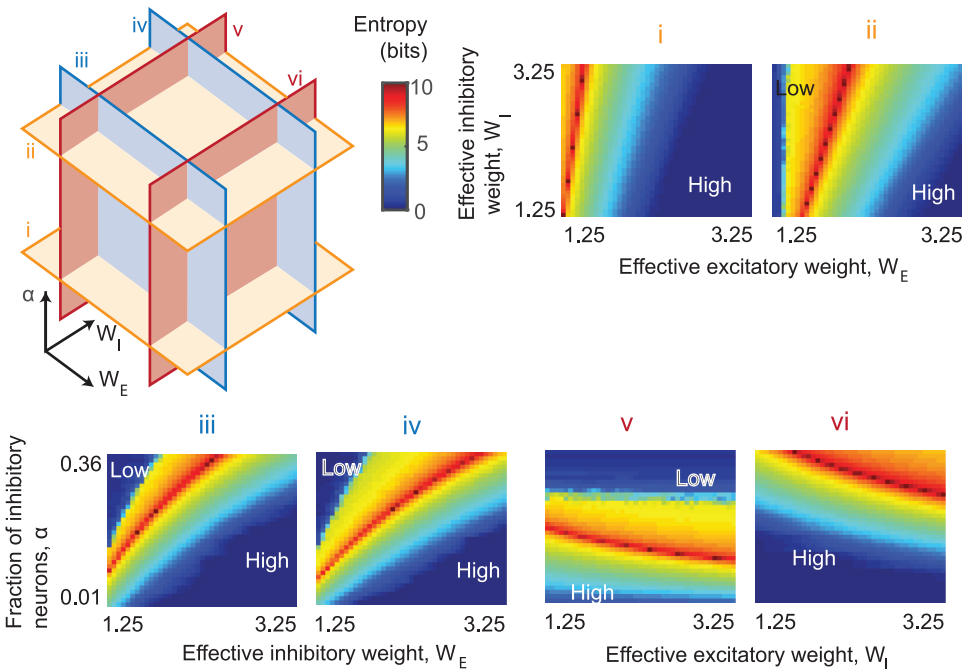 iv
v
iii
vi
ii
i
α
W_I
W_E
Entropy
(bits)
10
5
0
i
ii
Effective inhibitory
weight, W_I
3.25
1.25
Low
High
High
1.25
3.25
1.25
3.25
Effective excitatory weight, W_E
iii
iv
v
vi
Fraction of inhibitory
neurons, α
0.36
0.01
Low
High
Low
High
Low
High
High
1.25
3.25
1.25
3.25
1.25
3.25
1.25
3.25
Effective inhibitory weight, W_E
Effective excitatory weight, W_I